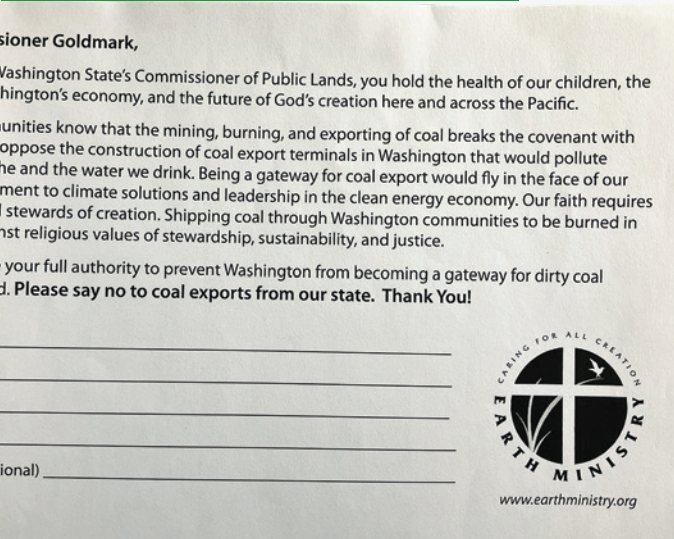 sioner Goldmark,
Washington State's Commissioner of Public Lands, you hold the health of our children, the
hington's economy, and the future of God's creation here and across the Pacific.
unities know that the mining, burning, and exporting of coal breaks the covenant with
oppose the construction of coal export terminals in Washington that would pollute
he and the water we drink. Being a gateway for coal export would fly in the face of our
ment to climate solutions and leadership in the clean energy economy. Our faith requires
l stewards of creation. Shipping coal through Washington communities to be burned in
nst religious values of stewardship, sustainability, and justice.
your full authority to prevent Washington from becoming a gateway for dirty coal
d. Please say no to coal exports from our state. Thank You!
ional)
CARING FOR ALL CREATION
EARTH MINISTRY
www.earthministry.org